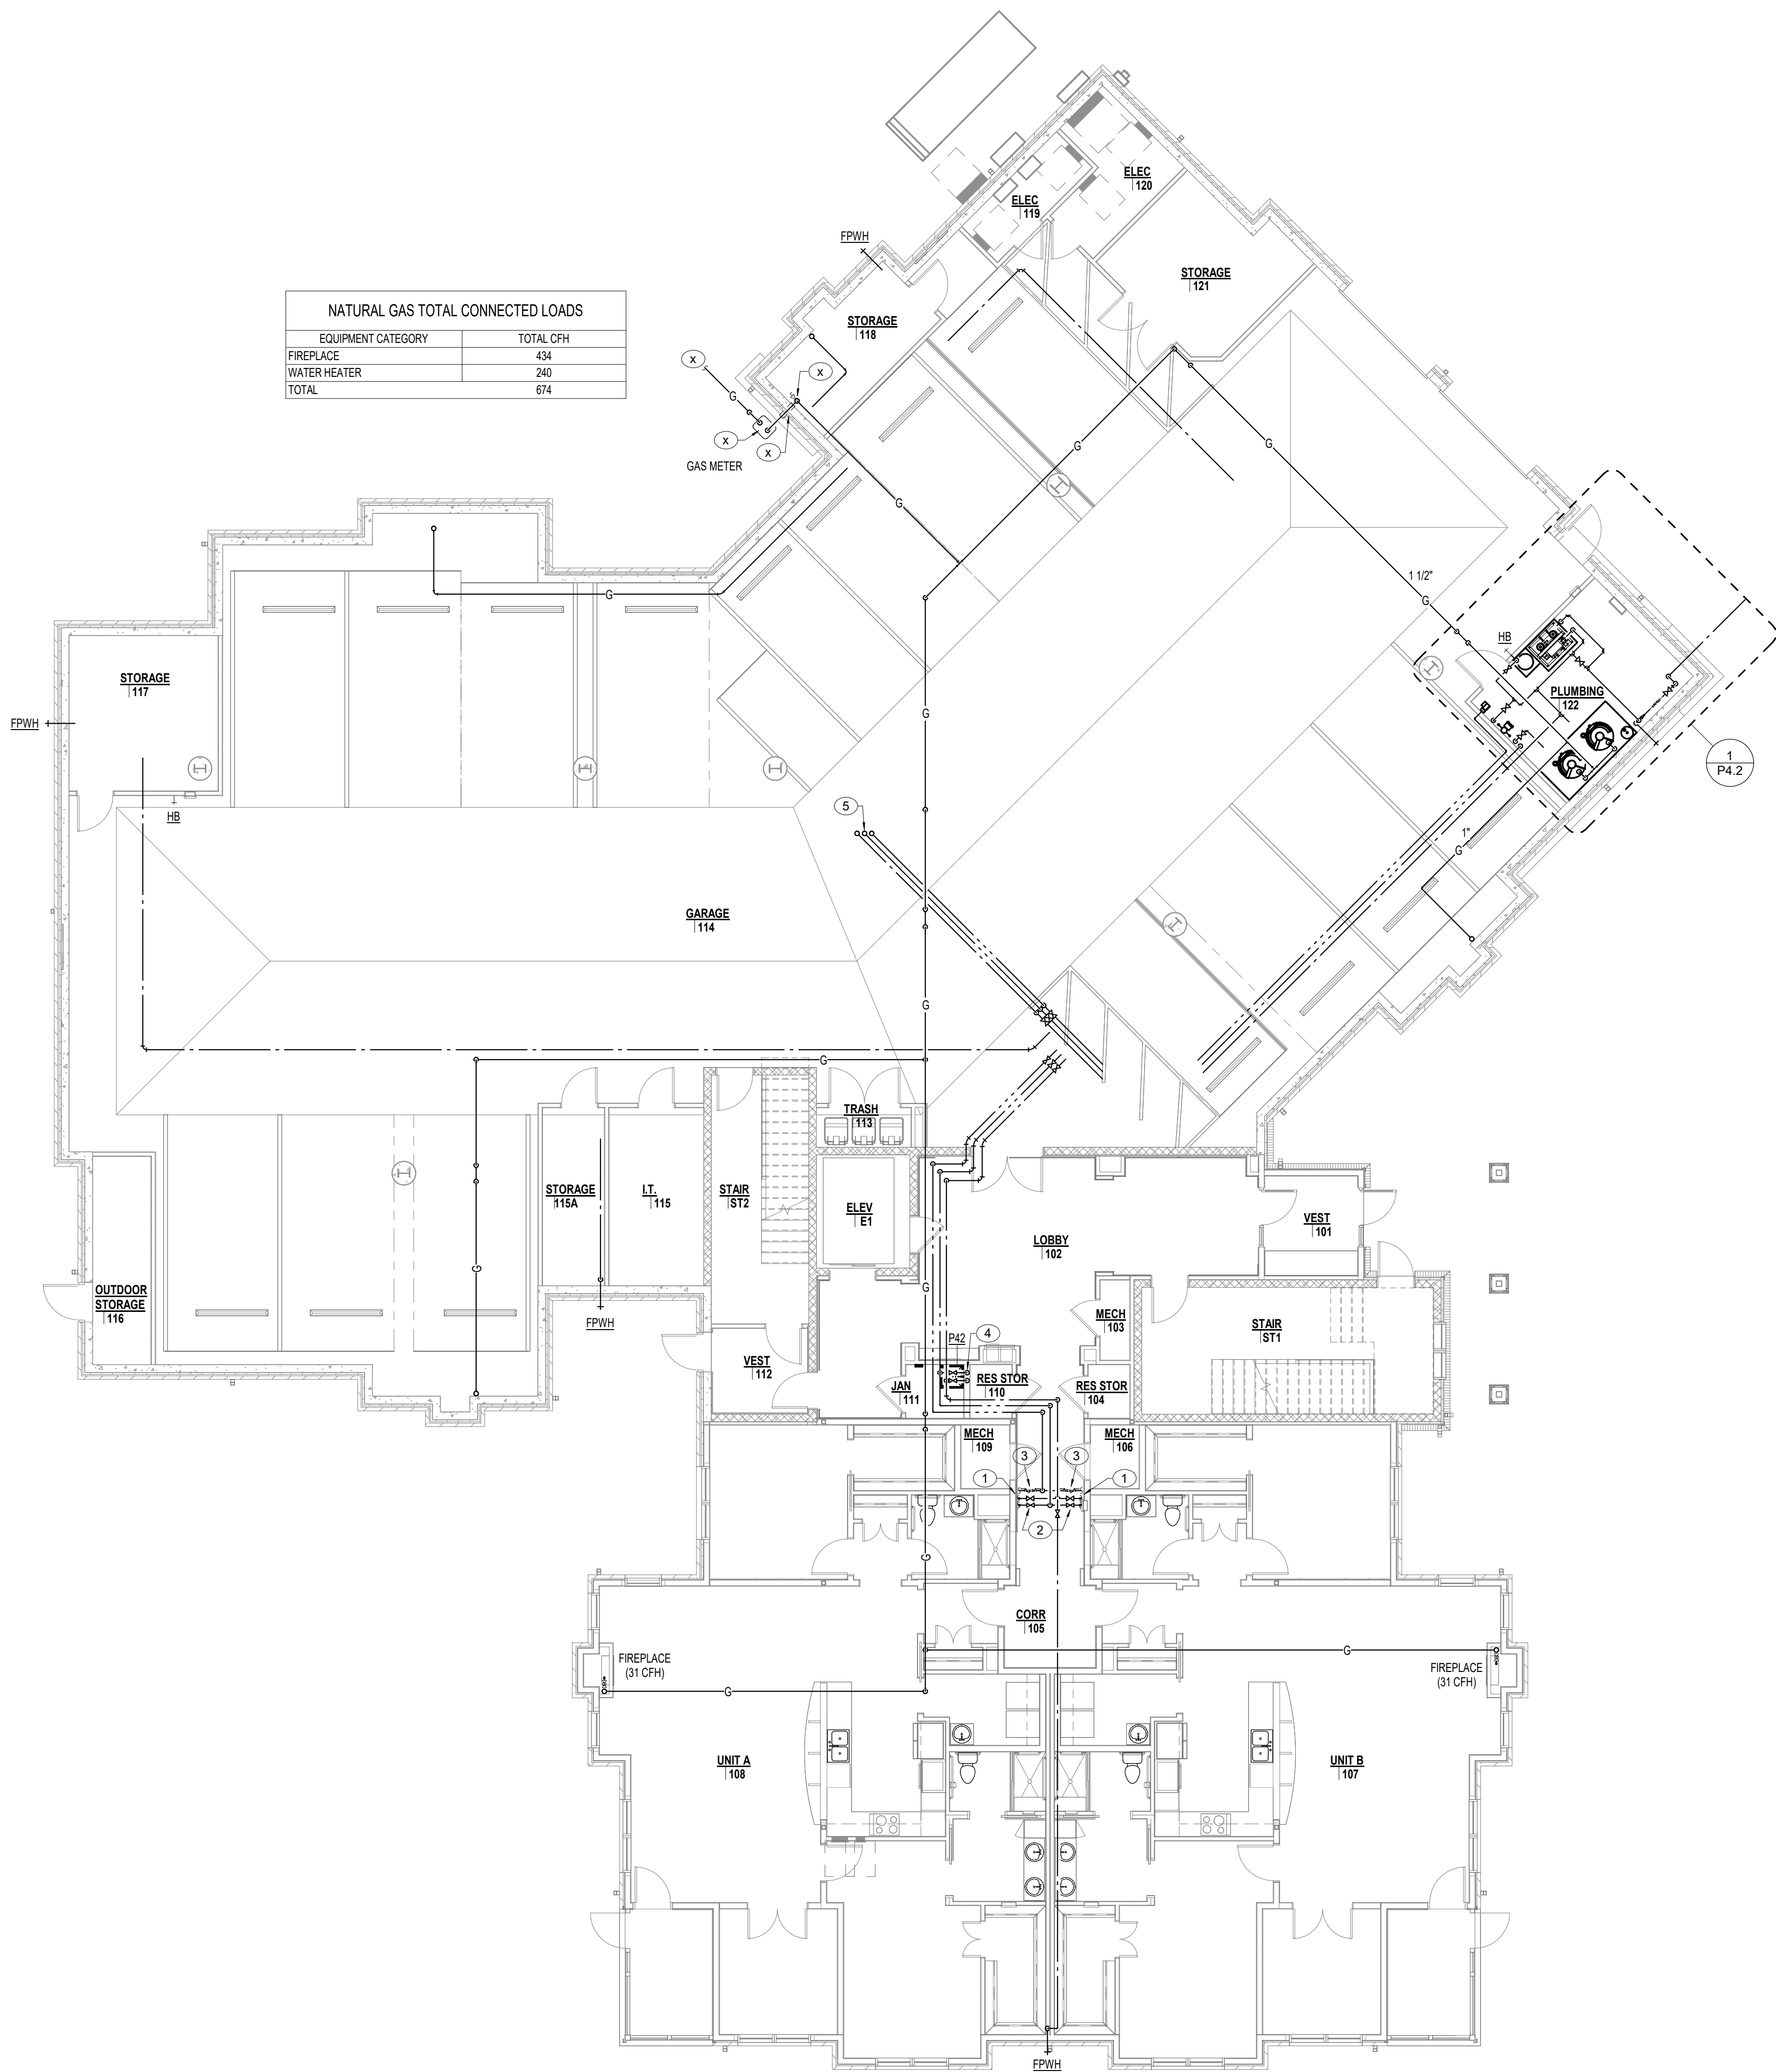 NATURAL GAS TOTAL CONNECTED LOADS
EQUIPMENT CATEGORY TOTAL CFH
FIREPLACE 434
WATER HEATER 240
TOTAL 674
ELEC
120
ELEC
119
FPWH
STORAGE
121
STORAGE
118
X
X
G
X
X
GAS METER
G
G
G
1 1/2"
G
G
HB
PLUMBING
122
1
P4.2
STORAGE
117
FPWH
HB
G
5
1"
G
GARAGE
114
G
G
TRASH
113
STORAGE
115A
I.T.
115
STAIR
ST2
ELEV
E1
VEST
101
LOBBY
102
G
G
OUTDOOR
STORAGE
116
FPWH
MECH
103
STAIR
ST1
P42
4
VEST
112
JAN
111
RES STOR
110
RES STOR
104
MECH
109
MECH
106
3
3
1
1
2
G
CORR
105
G
FIREPLACE
(31 CFH)
FIREPLACE
(31 CFH)
G
UNIT A
108
UNIT B
107
FPWH